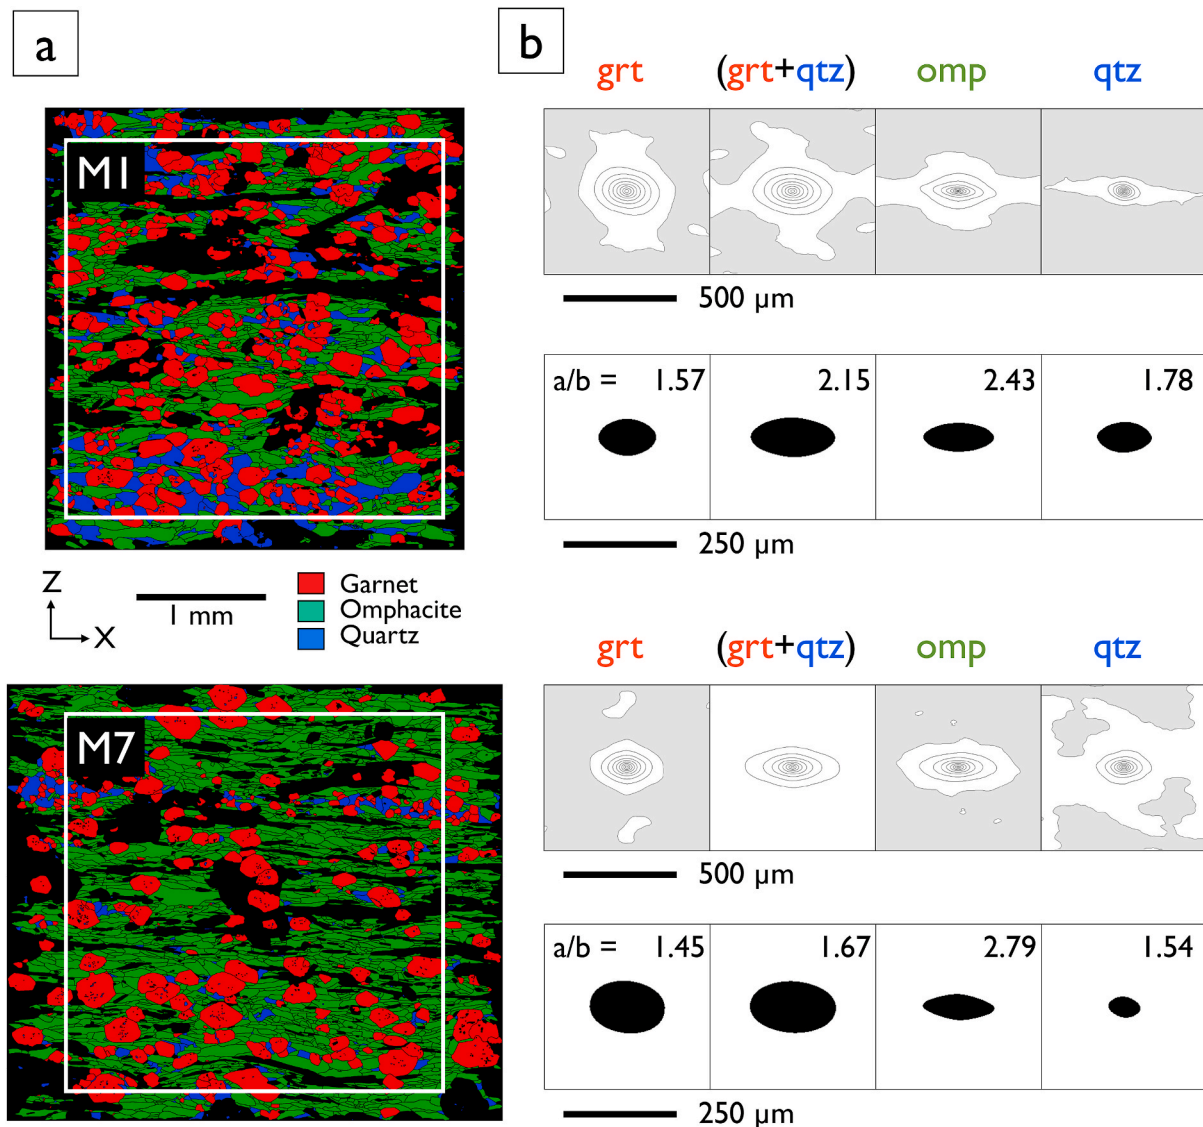 a
b
grt (grt+qtz) omp qtz
M1
500 µm
a/b = 1.57 2.15 2.43 1.78
250 µm
Z
X
1 mm
Garnet
Omphacite
Quartz
grt (grt+qtz) omp qtz
M7
500 µm
a/b = 1.45 1.67 2.79 1.54
250 µm